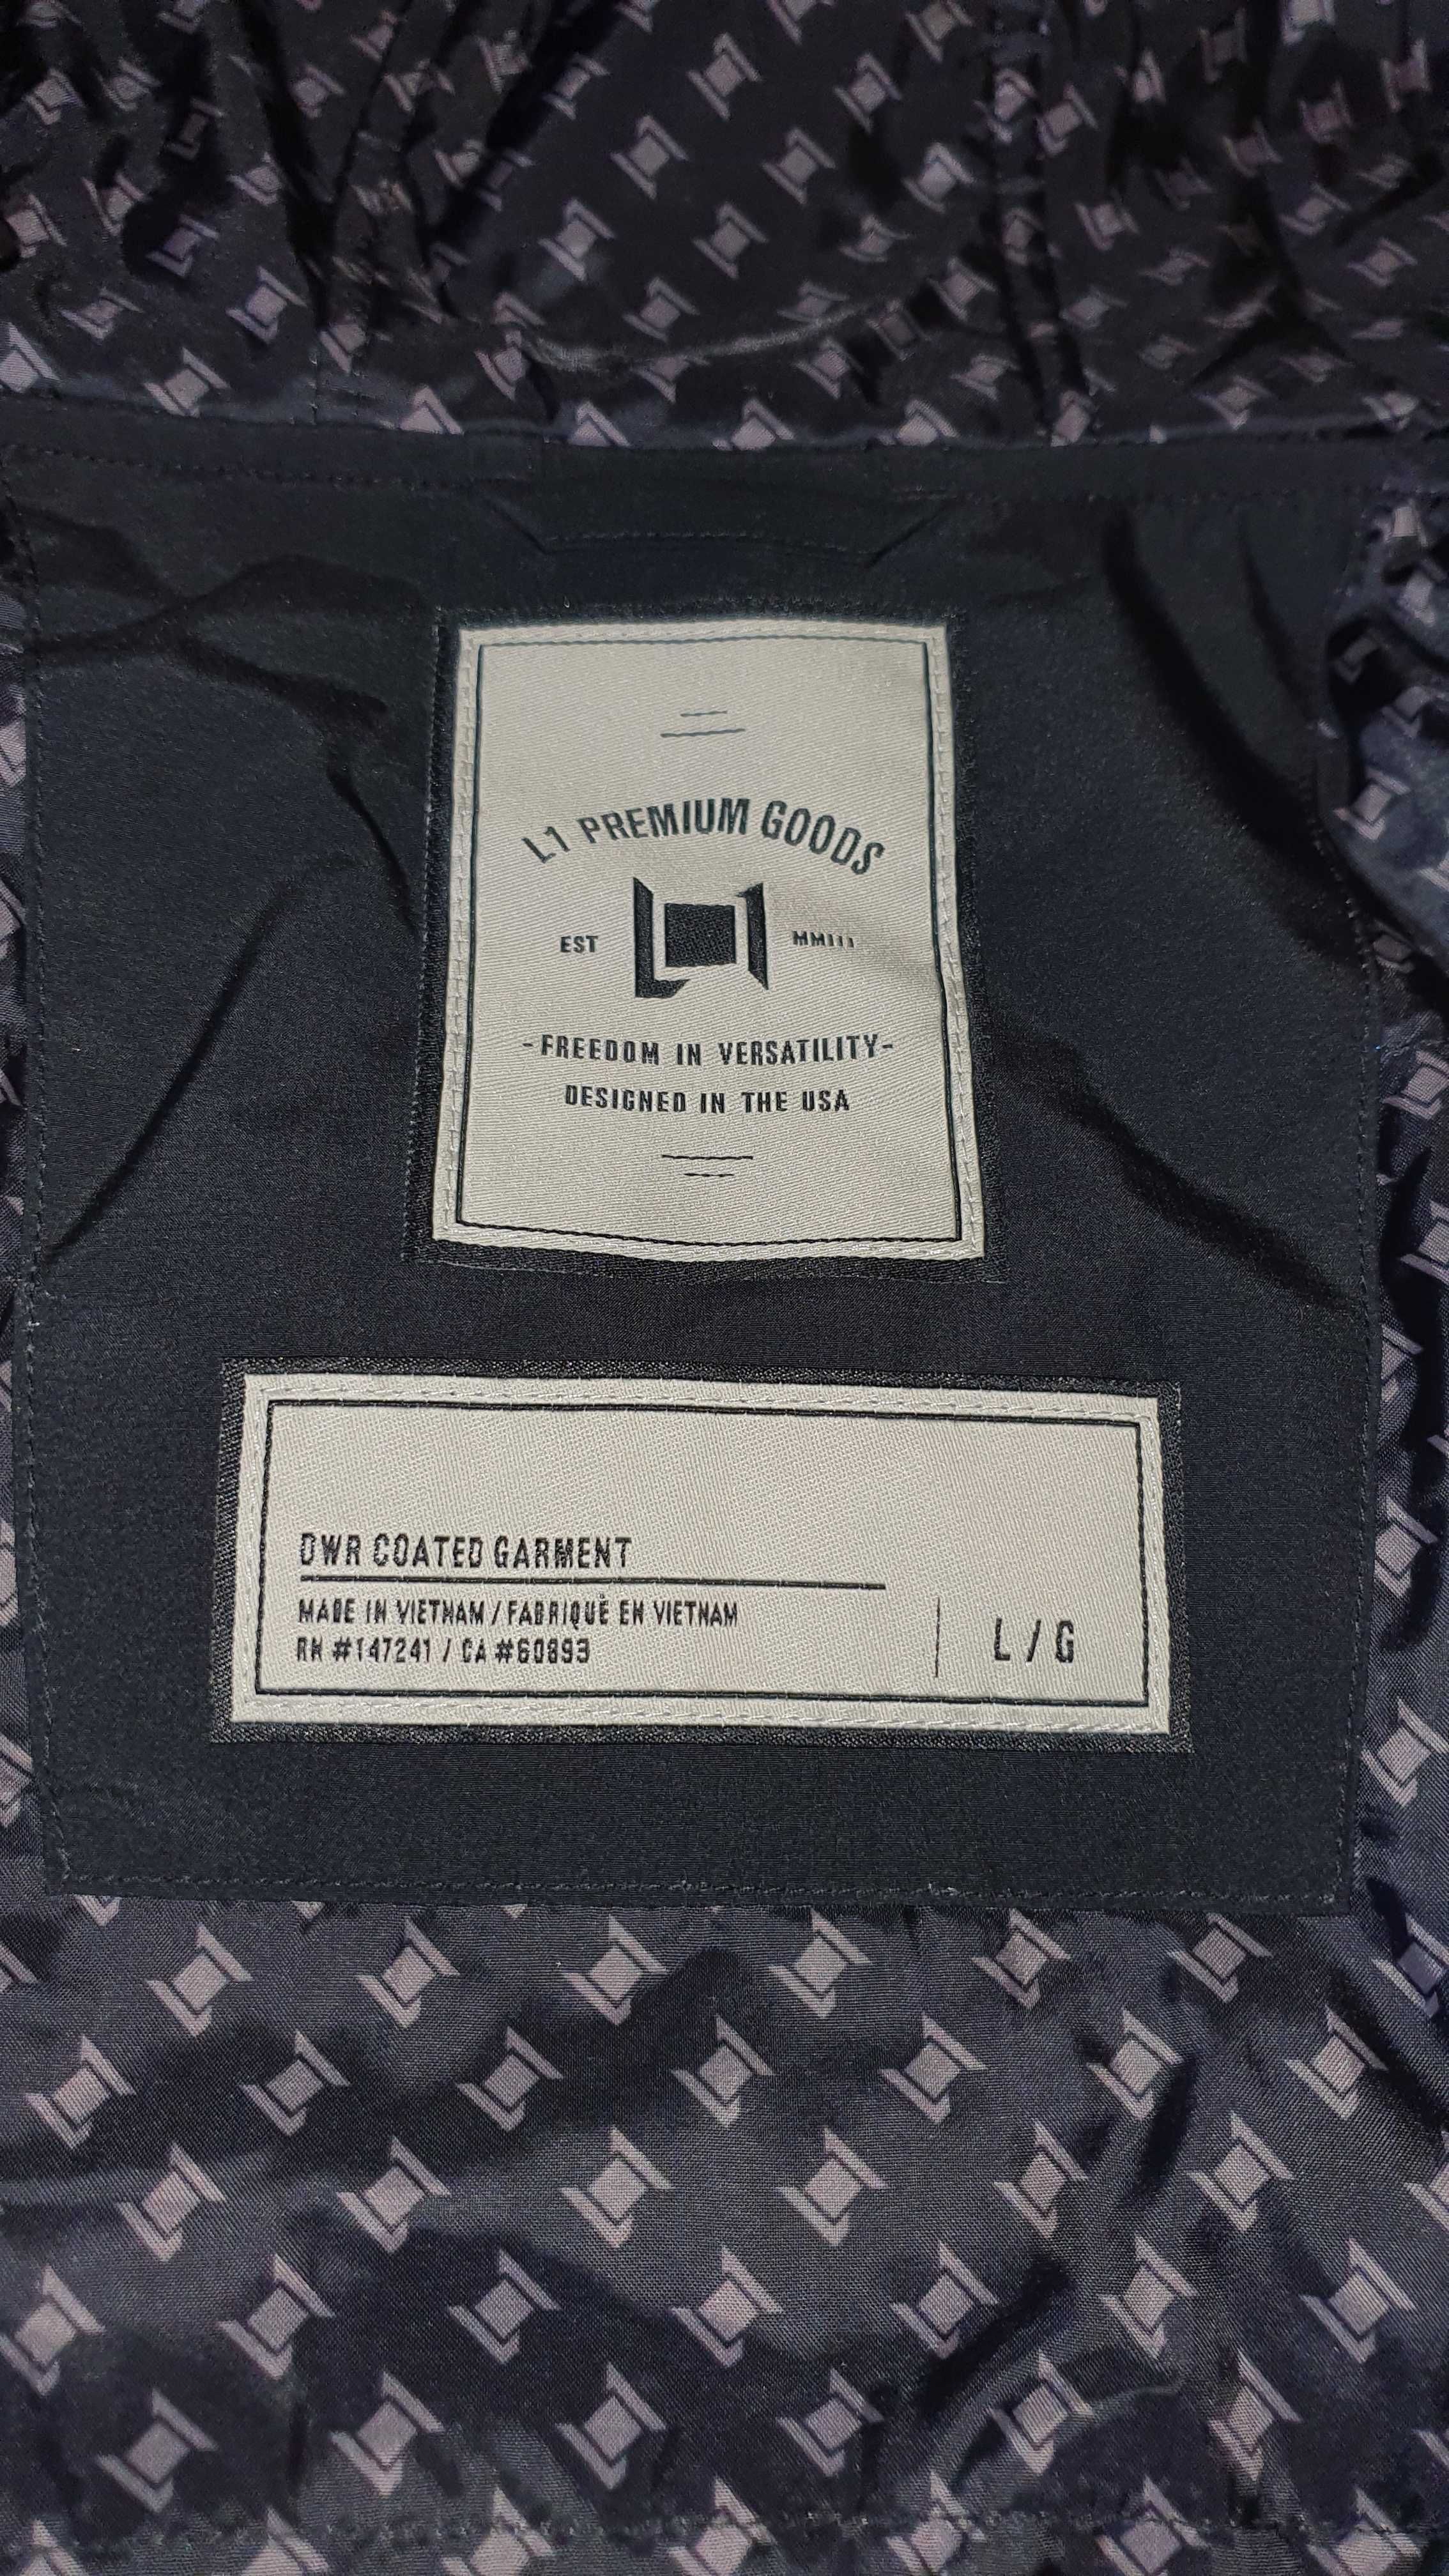 L1 PREMIUM GOODS
EST MMIII
-FREEDOM IN VERSATILITY-
DESIGNED IN THE USA
DWR COATED GARMENT
MADE IN VIETNAM / FABRIQUÉ EN VIETNAM
RN #147241 / CA #60893
L / G